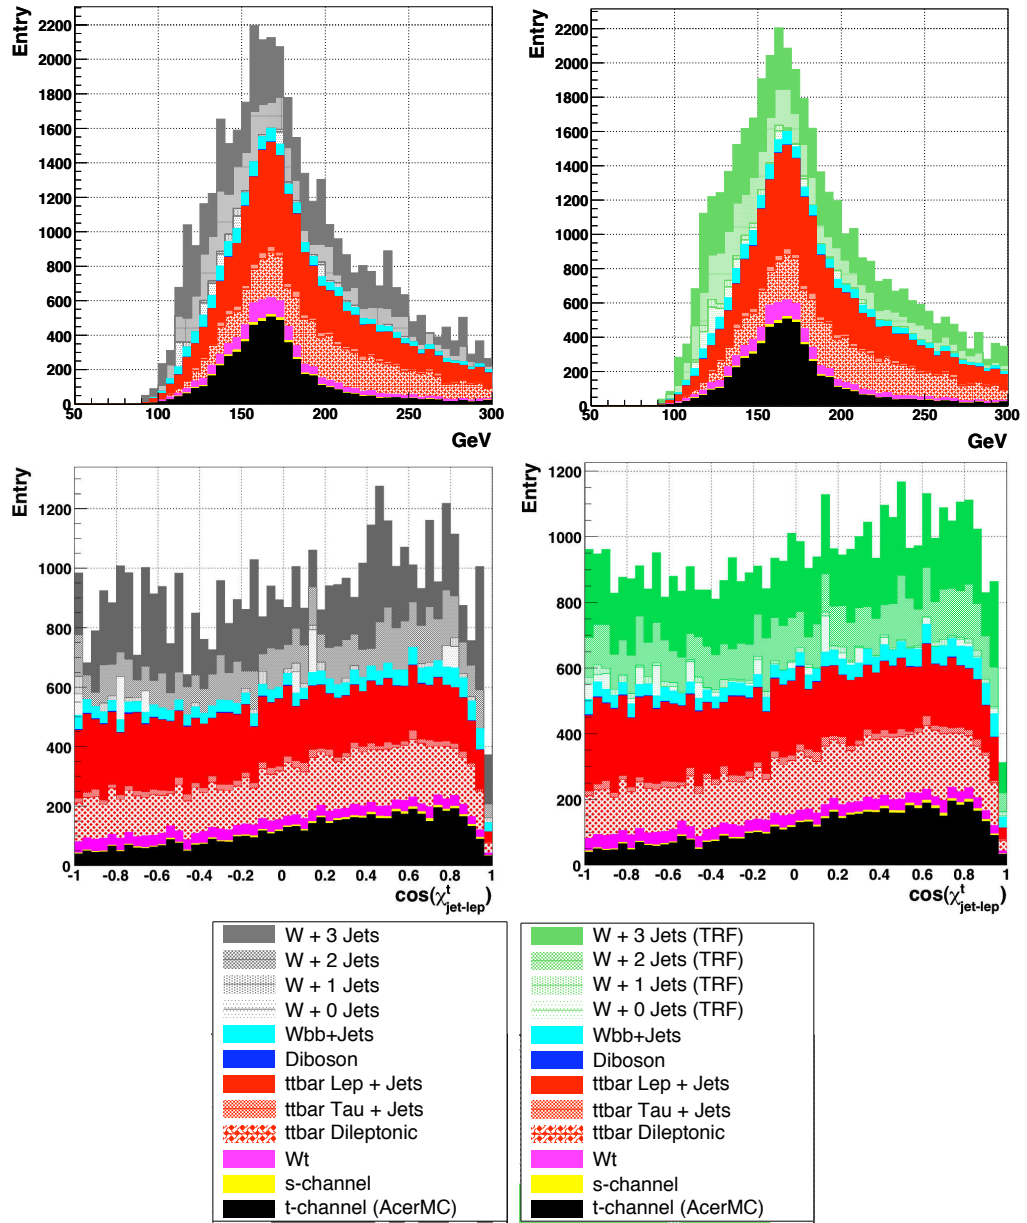 Entry
2200
2000
1800
1600
1400
1200
1000
800
600
400
200
0
50 100 150 200 250 300
GeV
Entry
2200
2000
1800
1600
1400
1200
1000
800
600
400
200
0
50 100 150 200 250 300
GeV
Entry
1200
1000
800
600
400
200
0
-1 -0.8 -0.6 -0.4 -0.2 0 0.2 0.4 0.6 0.8 1
cos(χ^t_jet-lep)
Entry
1200
1000
800
600
400
200
0
-1 -0.8 -0.6 -0.4 -0.2 0 0.2 0.4 0.6 0.8 1
cos(χ^t_jet-lep)
W + 3 Jets
W + 2 Jets
W + 1 Jets
W + 0 Jets
Wbb+Jets
Diboson
ttbar Lep + Jets
ttbar Tau + Jets
ttbar Dileptonic
Wt
s-channel
t-channel (AcerMC)
W + 3 Jets (TRF)
W + 2 Jets (TRF)
W + 1 Jets (TRF)
W + 0 Jets (TRF)
Wbb+Jets
Diboson
ttbar Lep + Jets
ttbar Tau + Jets
ttbar Dileptonic
Wt
s-channel
t-channel (AcerMC)